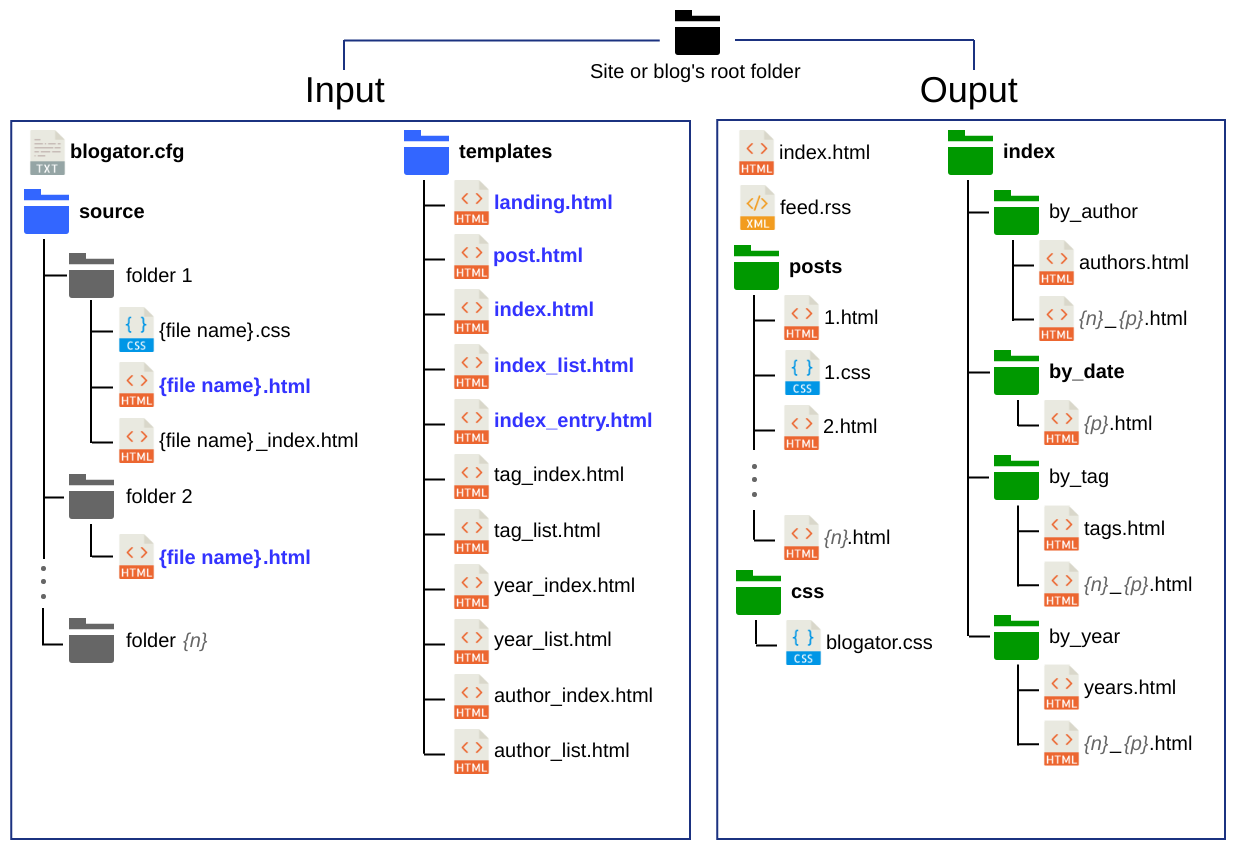 Site or blog's root folder
Input
Ouput
blogator.cfg
TXT
source
folder 1
{file name}.css
CSS
{file name}.html
HTML
{file name}_index.html
HTML
folder 2
{file name}.html
HTML
folder {n}
templates
landing.html
HTML
post.html
HTML
index.html
HTML
index_list.html
HTML
index_entry.html
HTML
tag_index.html
HTML
tag_list.html
HTML
year_index.html
HTML
year_list.html
HTML
author_index.html
HTML
author_list.html
HTML
index.html
HTML
feed.rss
XML
posts
1.html
HTML
1.css
CSS
2.html
HTML
{n}.html
HTML
css
blogator.css
CSS
index
by_author
authors.html
HTML
{n}_{p}.html
HTML
by_date
{p}.html
HTML
by_tag
tags.html
HTML
{n}_{p}.html
HTML
by_year
years.html
HTML
{n}_{p}.html
HTML